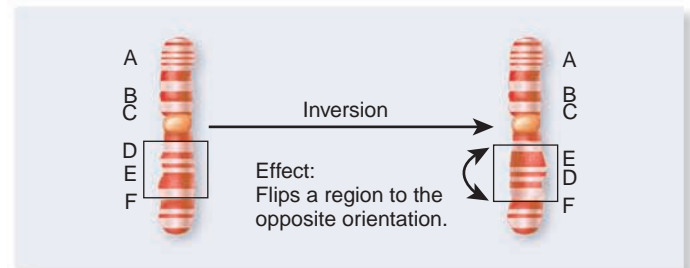 A
B
C
D
E
F
Inversion
Effect:
Flips a region to the
opposite orientation.
A
B
C
E
D
F